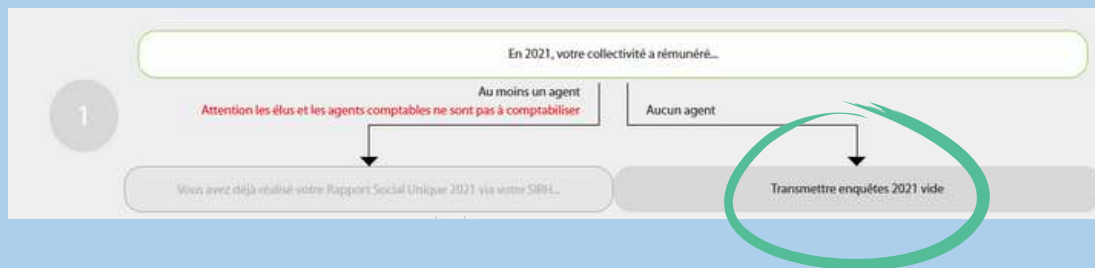 En 2021, votre collectivité a rémunéré...
Au moins un agent
Attention les élus et les agents comptables ne sont pas à comptabiliser
Aucun agent
1
Vous avez déjà réalisé votre Rapport Social Unique 2021 via votre SIRH...
Transmettre enquêtes 2021 vide